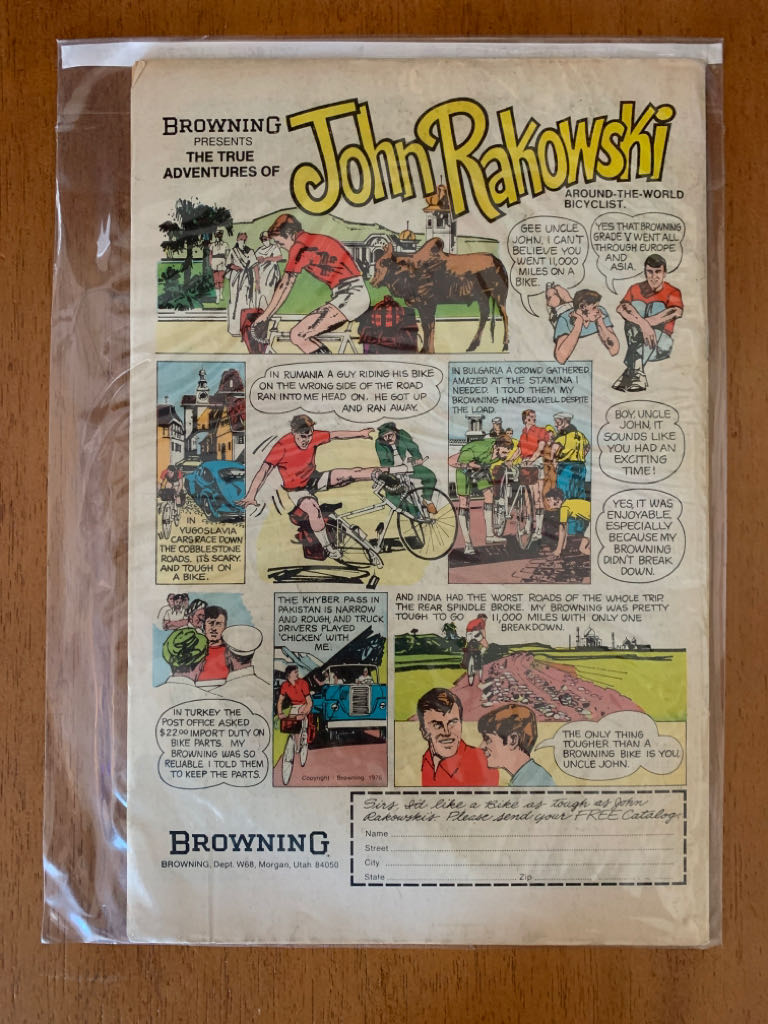 BROWNING
PRESENTS
THE TRUE
ADVENTURES OF
John Rakowski
AROUND-THE-WORLD
BICYCLIST.
GEE UNCLE
JOHN, I CAN'T
BELIEVE YOU
WENT 11,000
MILES ON A
BIKE.
YES THAT BROWNING
GRADE V WENT ALL
THROUGH EUROPE
AND
ASIA.
IN
YUGOSLAVIA
CARS RACE DOWN
THE COBBLESTONE
ROADS. IT'S SCARY.
AND TOUGH ON
A BIKE.
IN RUMANIA A GUY RIDING HIS BIKE
ON THE WRONG SIDE OF THE ROAD
RAN INTO ME HEAD ON. HE GOT UP
AND RAN AWAY.
IN BULGARIA A CROWD GATHERED,
AMAZED AT THE STAMINA I
NEEDED. I TOLD THEM MY
BROWNING HANDLED WELL DESPITE
THE LOAD.
BOY, UNCLE
JOHN, IT
SOUNDS LIKE
YOU HAD AN
EXCITING
TIME!
YES, IT WAS
ENJOYABLE,
ESPECIALLY
BECAUSE MY
BROWNING
DIDN'T BREAK
DOWN.
IN TURKEY THE
POST OFFICE ASKED
$22.00 IMPORT DUTY ON
BIKE PARTS. MY
BROWNING WAS SO
RELIABLE, I TOLD THEM
TO KEEP THE PARTS.
THE KHYBER PASS IN
PAKISTAN IS NARROW
AND ROUGH, AND TRUCK
DRIVERS PLAYED
"CHICKEN" WITH
ME.
Copyright · Browning 1976
AND INDIA HAD THE WORST ROADS OF THE WHOLE TRIP.
THE REAR SPINDLE BROKE. MY BROWNING WAS PRETTY
TOUGH TO GO 11,000 MILES WITH ONLY ONE
BREAKDOWN.
THE ONLY THING
TOUGHER THAN A
BROWNING BIKE IS YOU,
UNCLE JOHN.
BROWNING
BROWNING, Dept. W68, Morgan, Utah 84050
Sirs, I'd like a Bike as tough as John
Rakowski's. Please send your FREE Catalog.
Name
Street
City
State Zip